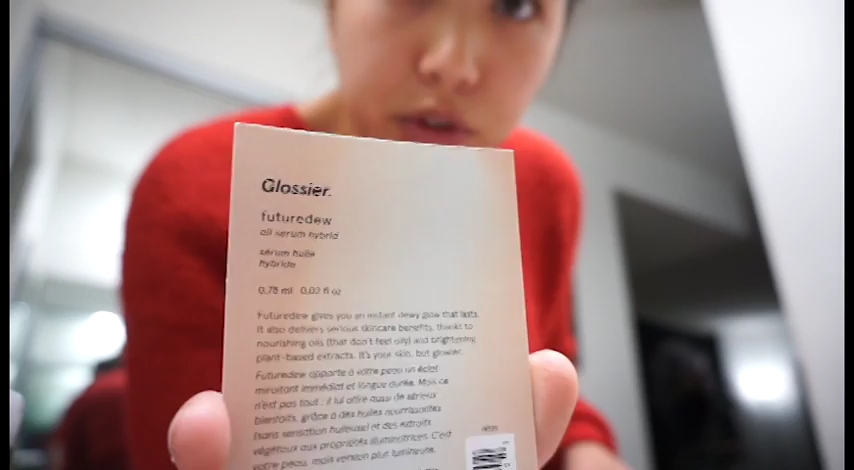 Glossier.
futuredew
oil serum hybrid
sérum huile
hybride
0,75 ml 0.02 fl oz
Futuredew gives you an instant dewy glow that lasts.
It also delivers serious skincare benefits, thanks to
nourishing oils (that don't feel oily) and brightening
plant-based extracts. It's your skin, but glowier.
Futuredew apporte à votre peau un éclat
miroitant immédiat et longue durée. Mais ce
n'est pas tout : il lui offre aussi de sérieux
bienfaits, grâce à des huiles nourrissantes
(sans sensation huileuse) et des extraits
végétaux aux propriétés illuminatrices. C'est
votre peau, mais version plus lumineuse.